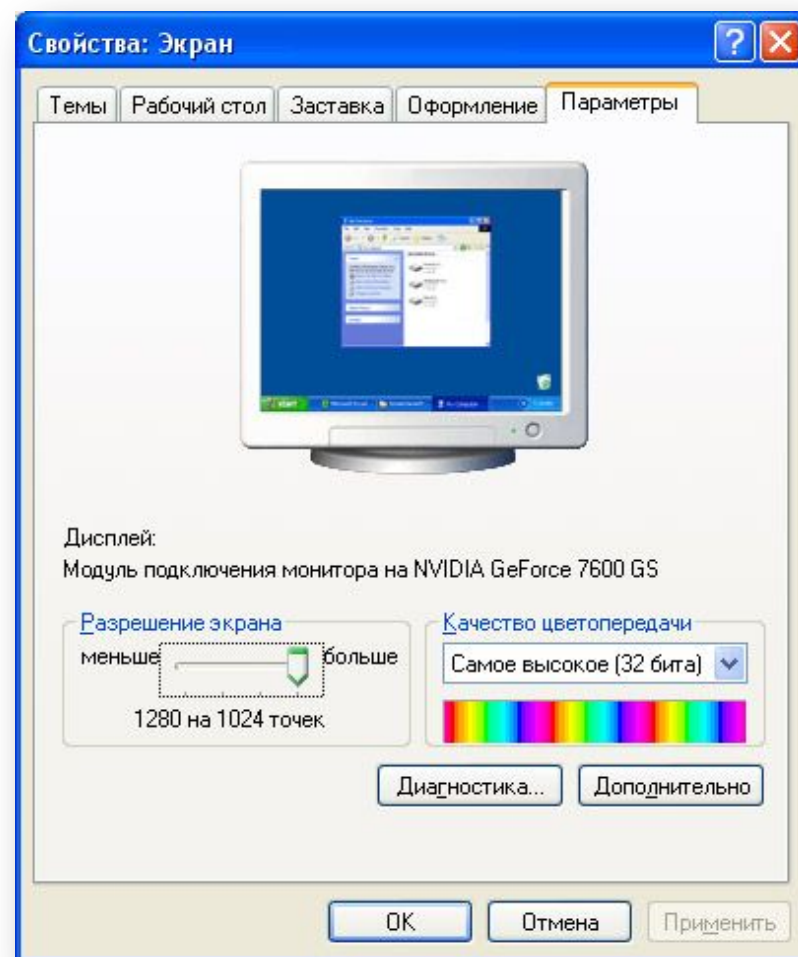 Свойства: Экран
Темы Рабочий стол Заставка Оформление Параметры
start
Дисплей:
Модуль подключения монитора на NVIDIA GeForce 7600 GS
Разрешение экрана
меньше больше
1280 на 1024 точек
Качество цветопередачи
Самое высокое (32 бита)
Диагностика... Дополнительно
OK Отмена Применить